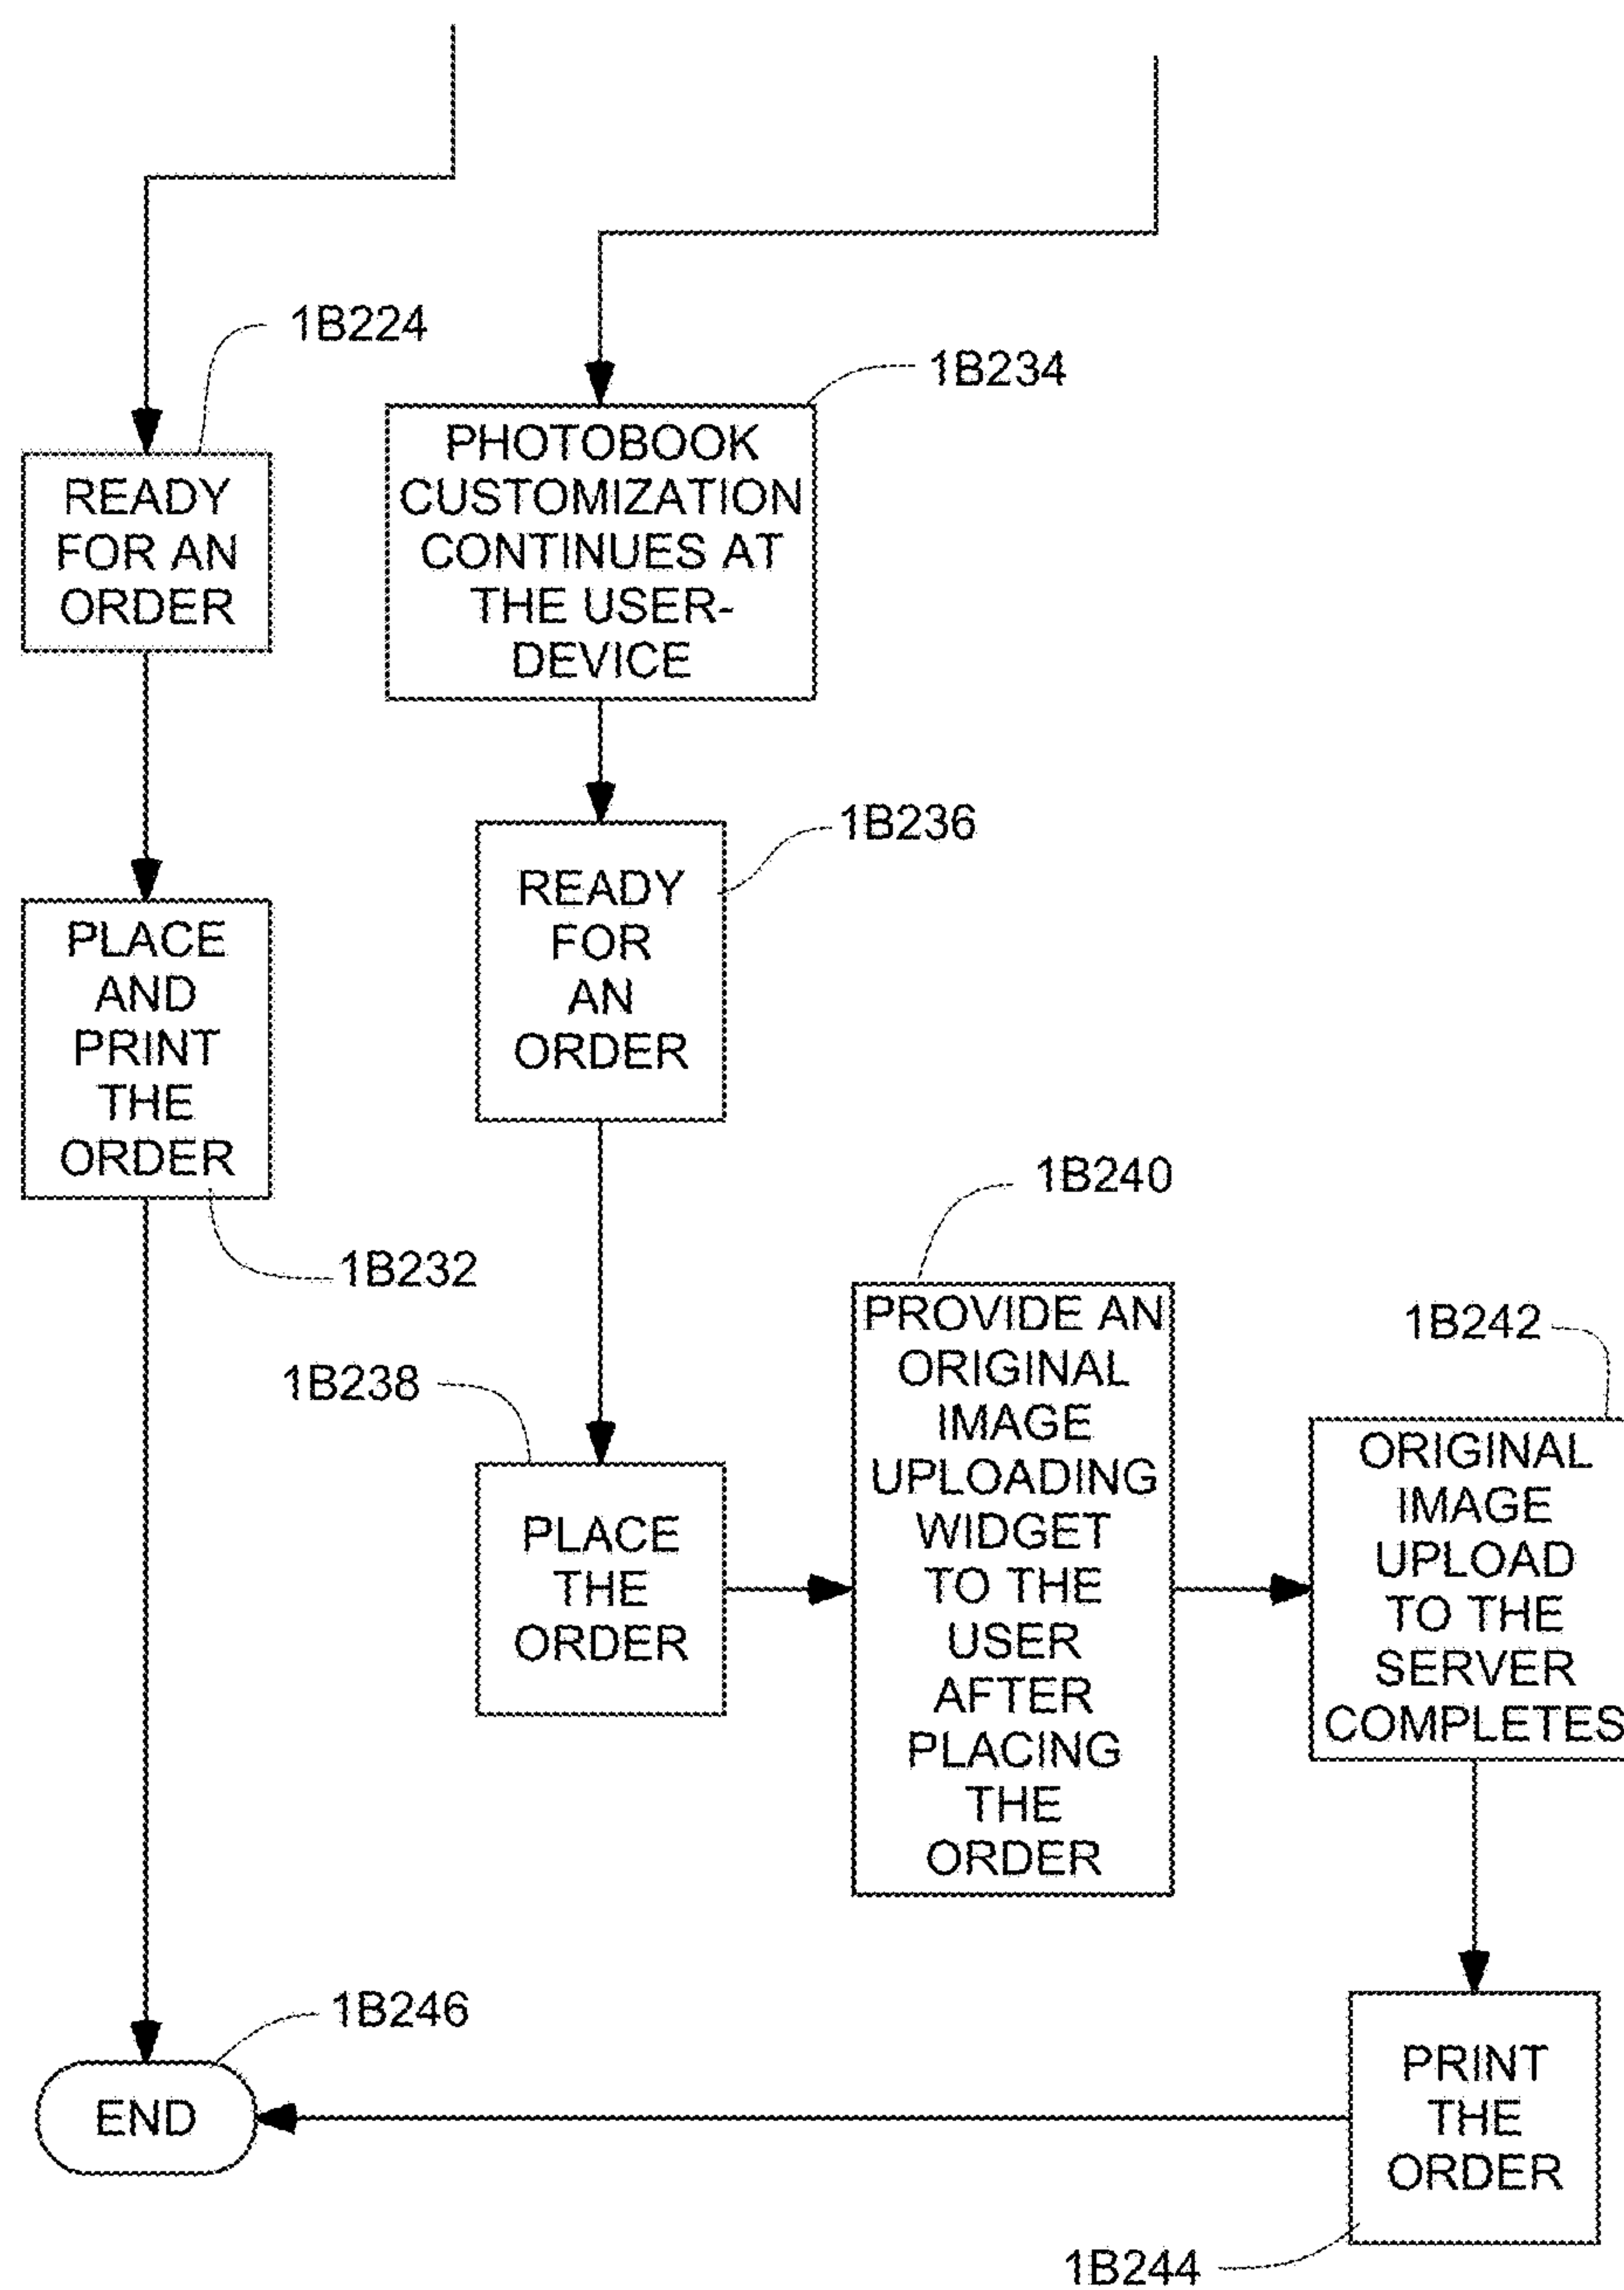 1B224
READY
FOR AN
ORDER
1B234
PHOTOBOOK
CUSTOMIZATION
CONTINUES AT
THE USER-
DEVICE
1B236
READY
FOR
AN
ORDER
PLACE
AND
PRINT
THE
ORDER
1B232
1B238
PLACE
THE
ORDER
1B240
PROVIDE AN
ORIGINAL
IMAGE
UPLOADING
WIDGET
TO THE
USER
AFTER
PLACING
THE
ORDER
1B242
ORIGINAL
IMAGE
UPLOAD
TO THE
SERVER
COMPLETES
1B246
END
PRINT
THE
ORDER
1B244